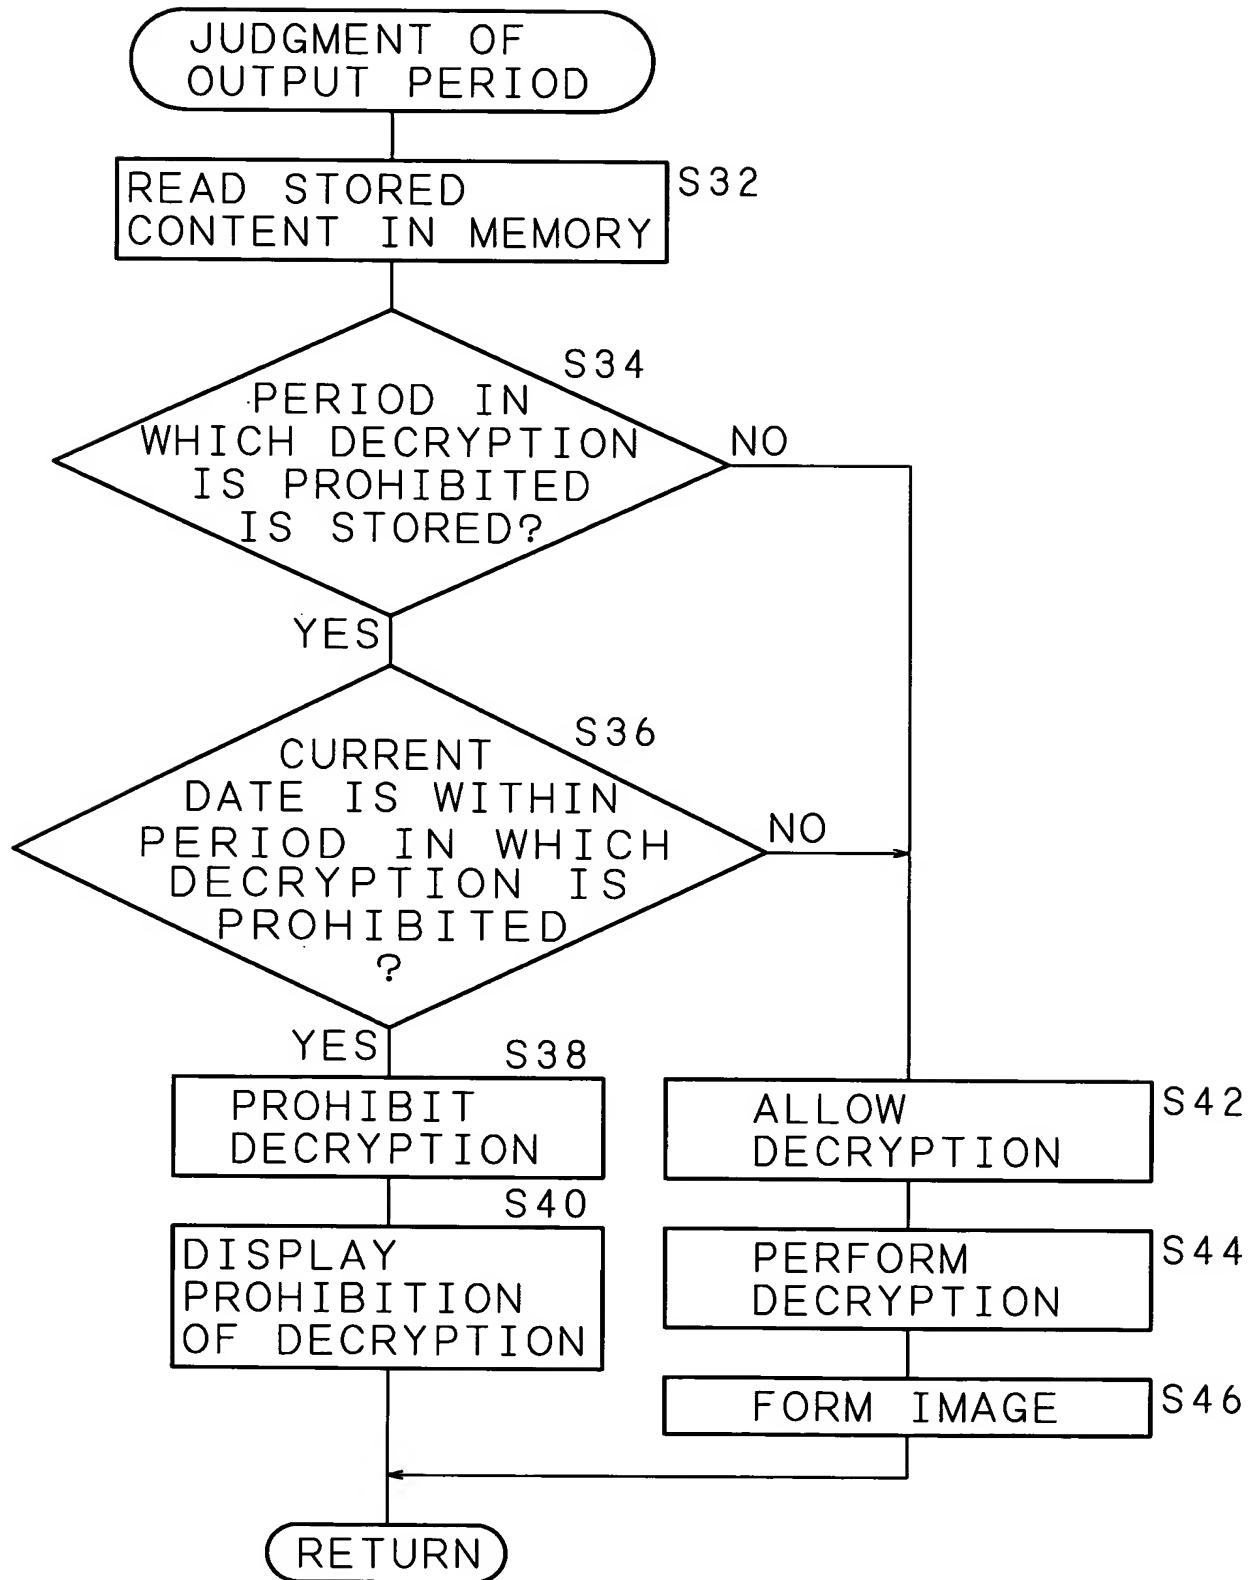 JUDGMENT OF
OUTPUT PERIOD
READ STORED
CONTENT IN MEMORY
S32
S34
PERIOD IN
WHICH DECRYPTION
IS PROHIBITED
IS STORED?
NO
YES
S36
CURRENT
DATE IS WITHIN
PERIOD IN WHICH
DECRYPTION IS
PROHIBITED
?
NO
YES
S38
PROHIBIT
DECRYPTION
S40
DISPLAY
PROHIBITION
OF DECRYPTION
ALLOW
DECRYPTION
S42
PERFORM
DECRYPTION
S44
FORM IMAGE
S46
RETURN